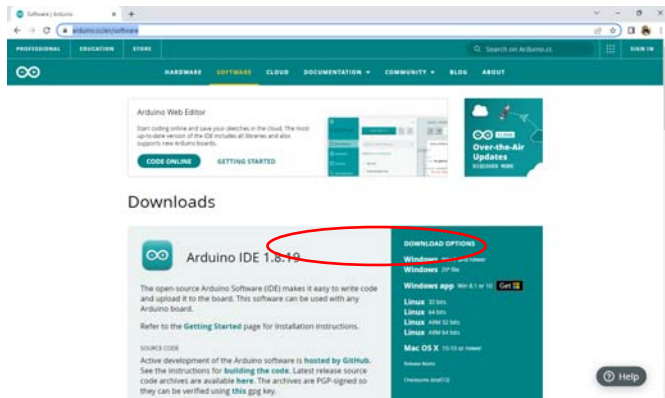 Software | Arduino
arduino.cc/en/software
PROFESSIONAL EDUCATION STORE
Search on Arduino.cc
SIGN IN
HARDWARE SOFTWARE CLOUD DOCUMENTATION COMMUNITY BLOG ABOUT
Arduino Web Editor
Start coding online and save your sketches in the cloud. The most
up-to-date version of the IDE includes all libraries and also
supports new Arduino boards.
CODE ONLINE GETTING STARTED
CLOUD
Over-the-Air
Updates
DISCOVER MORE
Downloads
Arduino IDE 1.8.19
The open-source Arduino Software (IDE) makes it easy to write code
and upload it to the board. This software can be used with any
Arduino board.
Refer to the Getting Started page for Installation instructions.
SOURCE CODE
Active development of the Arduino software is hosted by GitHub.
See the instructions for building the code. Latest release source
code archives are available here. The archives are PGP-signed so
they can be verified using this gpg key.
DOWNLOAD OPTIONS
Windows and newer
Windows ZIP file
Windows app Win 8.1 or 10 Get
Linux 32 bits
Linux 64 bits
Linux ARM 32 bits
Linux ARM 64 bits
Mac OS X 10.10 or newer
Release Notes
Checksums (sha512)
Help